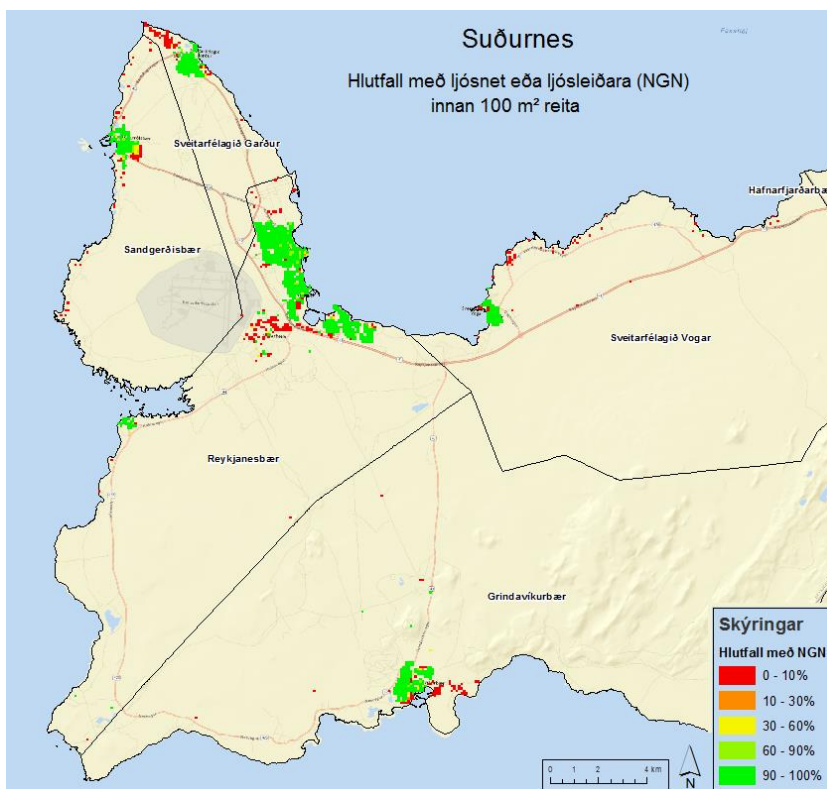 Suðurnes
Hlutfall með ljósnet eða ljósleiðara (NGN)
innan 100 m² reita
Sveitarfélagið Garður
Hafnarfjarðarbæ
Sandgerðisbær
Sveitarfélagið Vogar
Reykjanesbær
Grindavíkurbær
Skýringar
Hlutfall með NGN
0 - 10%
10 - 30%
30 - 60%
60 - 90%
90 - 100%
0 1 2 4 km
N